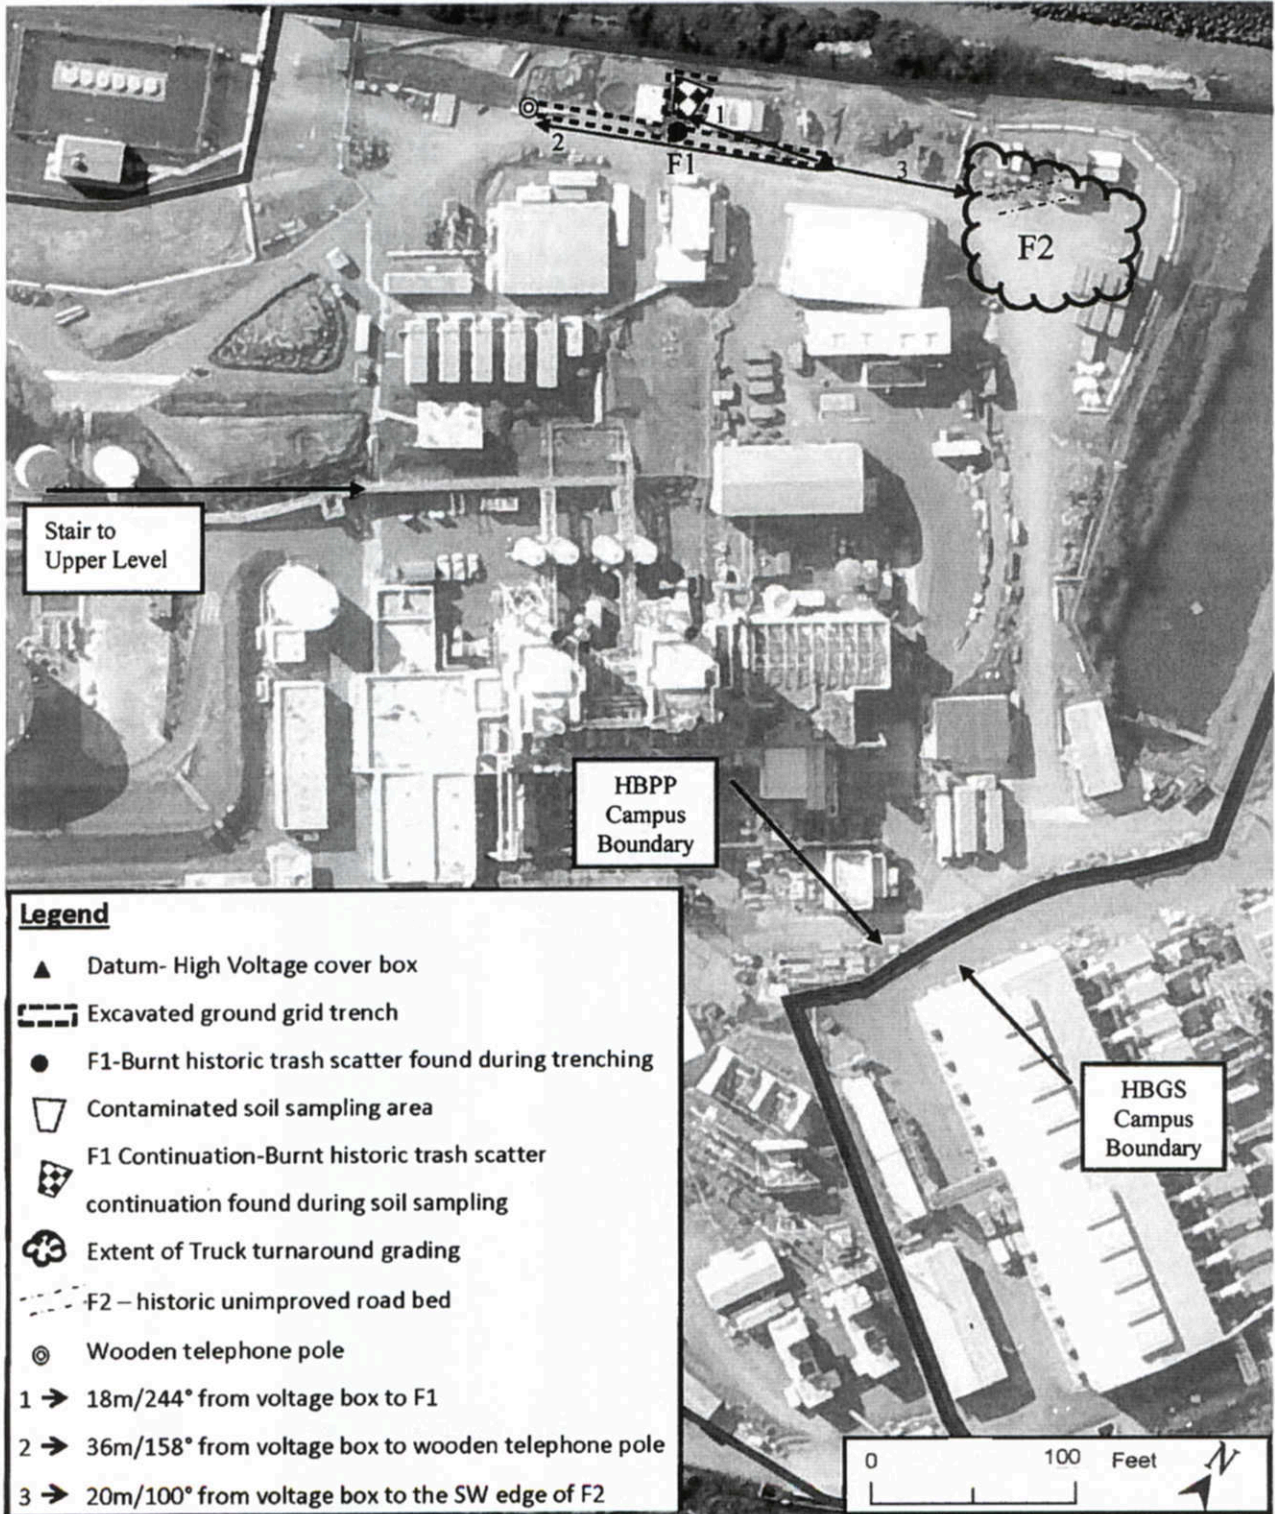 1
2
F1
3
F2
Stair to
Upper Level
HBPP
Campus
Boundary
HBGS
Campus
Boundary
Legend
Datum- High Voltage cover box
Excavated ground grid trench
F1-Burnt historic trash scatter found during trenching
Contaminated soil sampling area
F1 Continuation-Burnt historic trash scatter
continuation found during soil sampling
Extent of Truck turnaround grading
F2 – historic unimproved road bed
Wooden telephone pole
1 → 18m/244° from voltage box to F1
2 → 36m/158° from voltage box to wooden telephone pole
3 → 20m/100° from voltage box to the SW edge of F2
0 100 Feet N